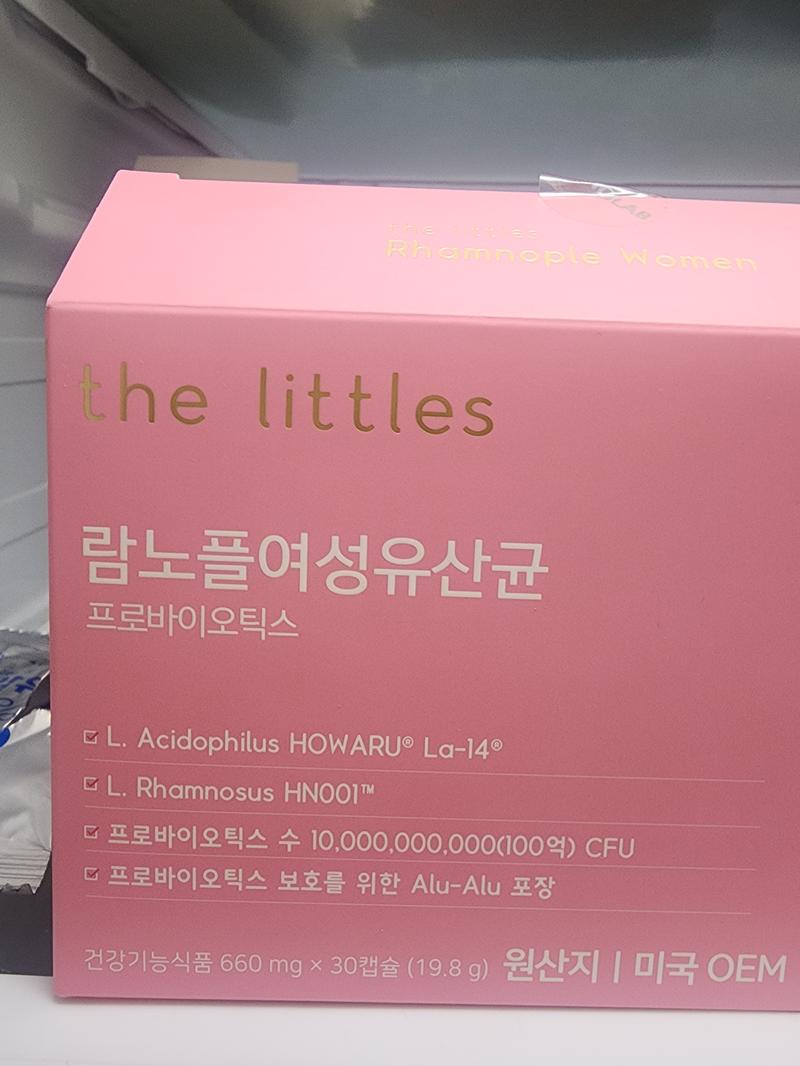 LAB
the littles
Rhamnople Women
the littles
람노플여성유산균
프로바이오틱스
L. Acidophilus HOWARU® La-14®
L. Rhamnosus HN001™
프로바이오틱스 수 10,000,000,000(100억) CFU
프로바이오틱스 보호를 위한 Alu-Alu 포장
건강기능식품 660 mg × 30캡슐 (19.8 g) 원산지 | 미국 OEM